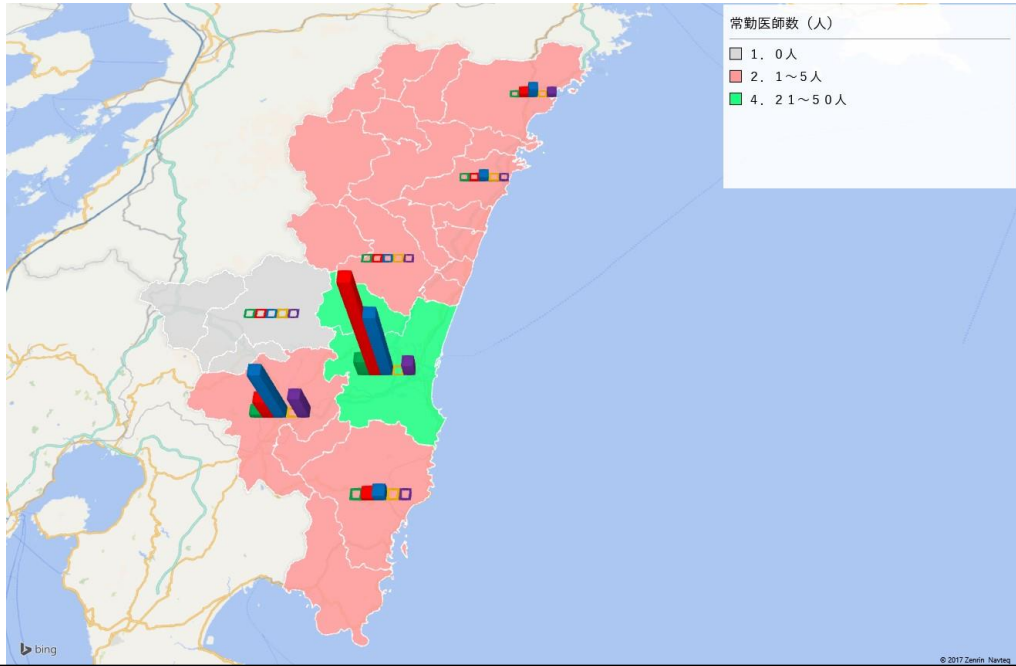 常勤医師数（人）
１．０人
２．１～５人
４．２１～５０人
bing
© 2017 Zenrin Navteq